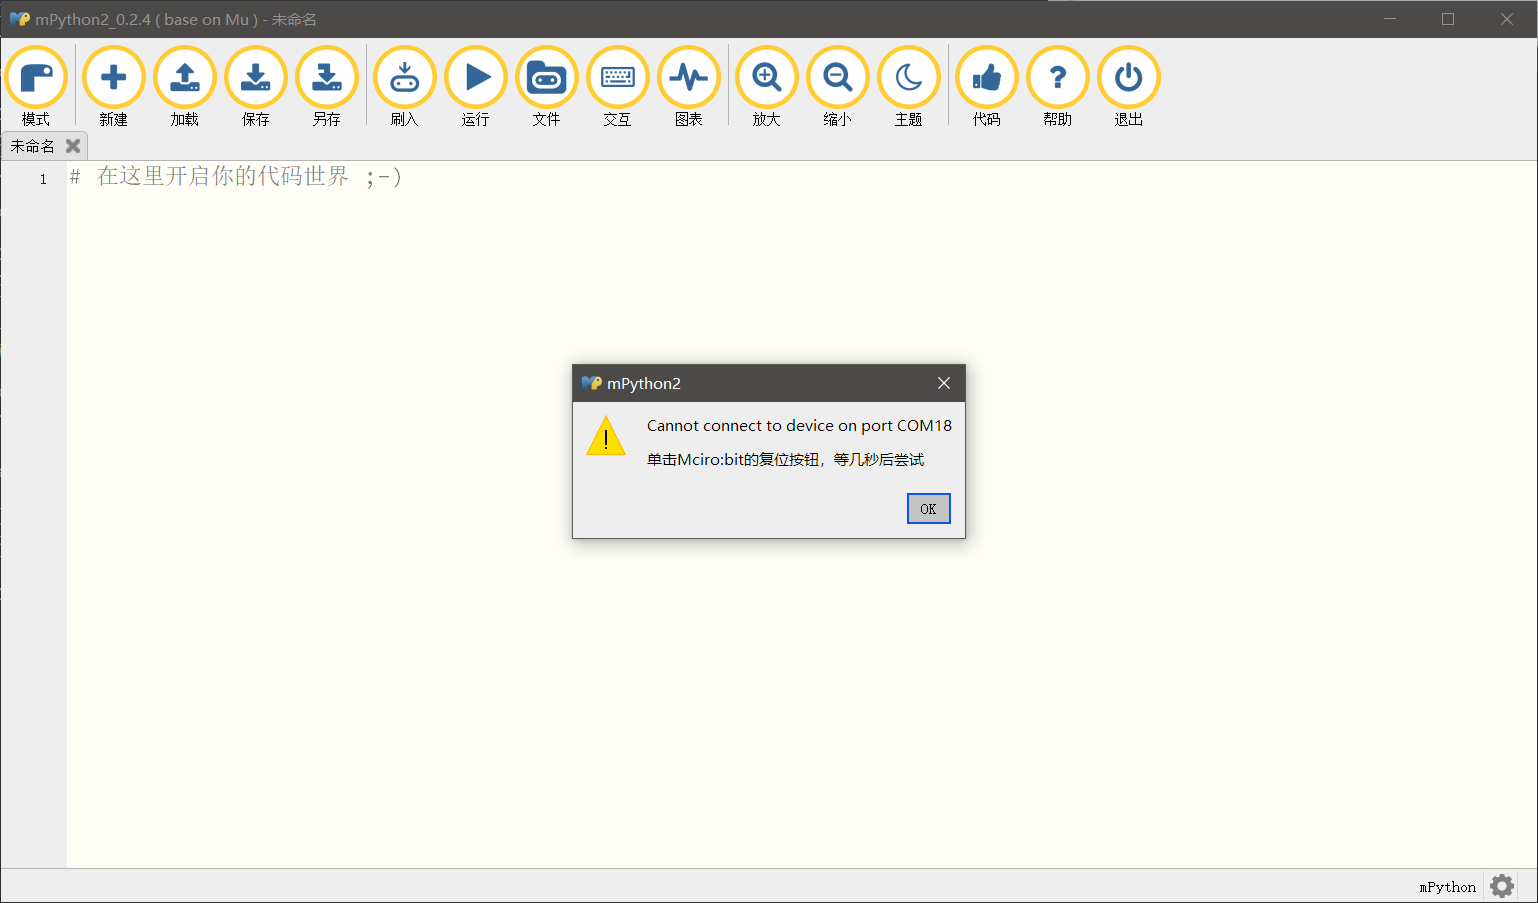 mPython2_0.2.4 ( base on Mu ) - 未命名
模式 新建 加载 保存 另存 刷入 运行 文件 交互 图表 放大 缩小 主题 代码 帮助 退出
未命名
1 # 在这里开启你的代码世界 ;-)
mPython2
Cannot connect to device on port COM18
单击Mciro:bit的复位按钮，等几秒后尝试
OK
mPython